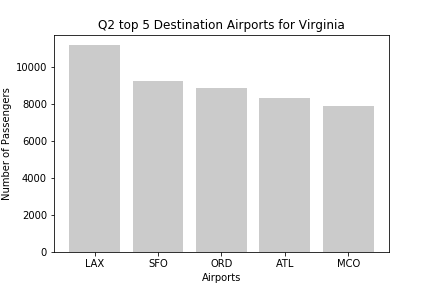 Q2 top 5 Destination Airports for Virginia
Number of Passengers
10000
8000
6000
4000
2000
0
LAX SFO ORD ATL MCO
Airports